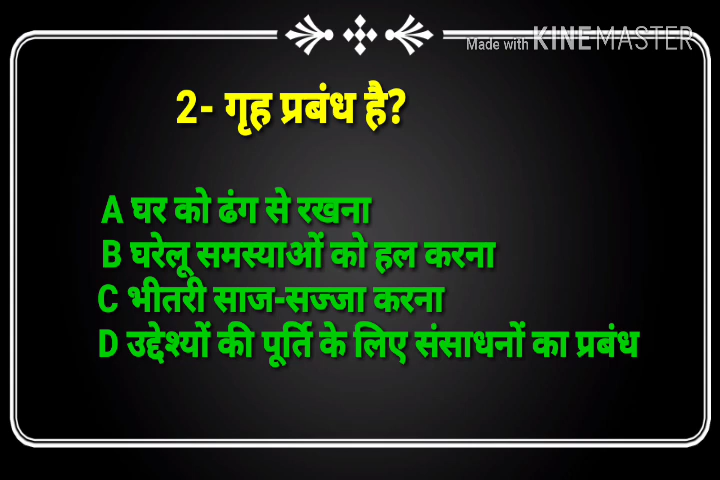 Made with KINEMASTER
2- गृह प्रबंध है?
A घर को ढंग से रखना
B घरेलू समस्याओं को हल करना
C भीतरी साज-सज्जा करना
D उद्देश्यों की पूर्ति के लिए संसाधनों का प्रबंध